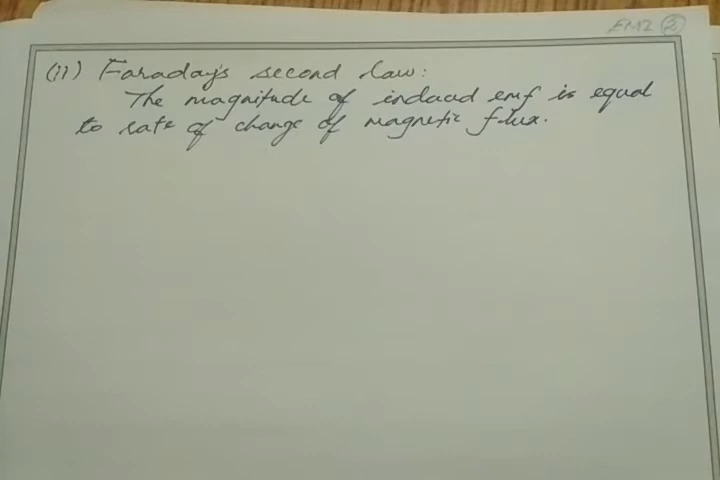 (ii) Faraday's second law:
The magnitude of induced emf is equal
to rate of change of magnetic flux.